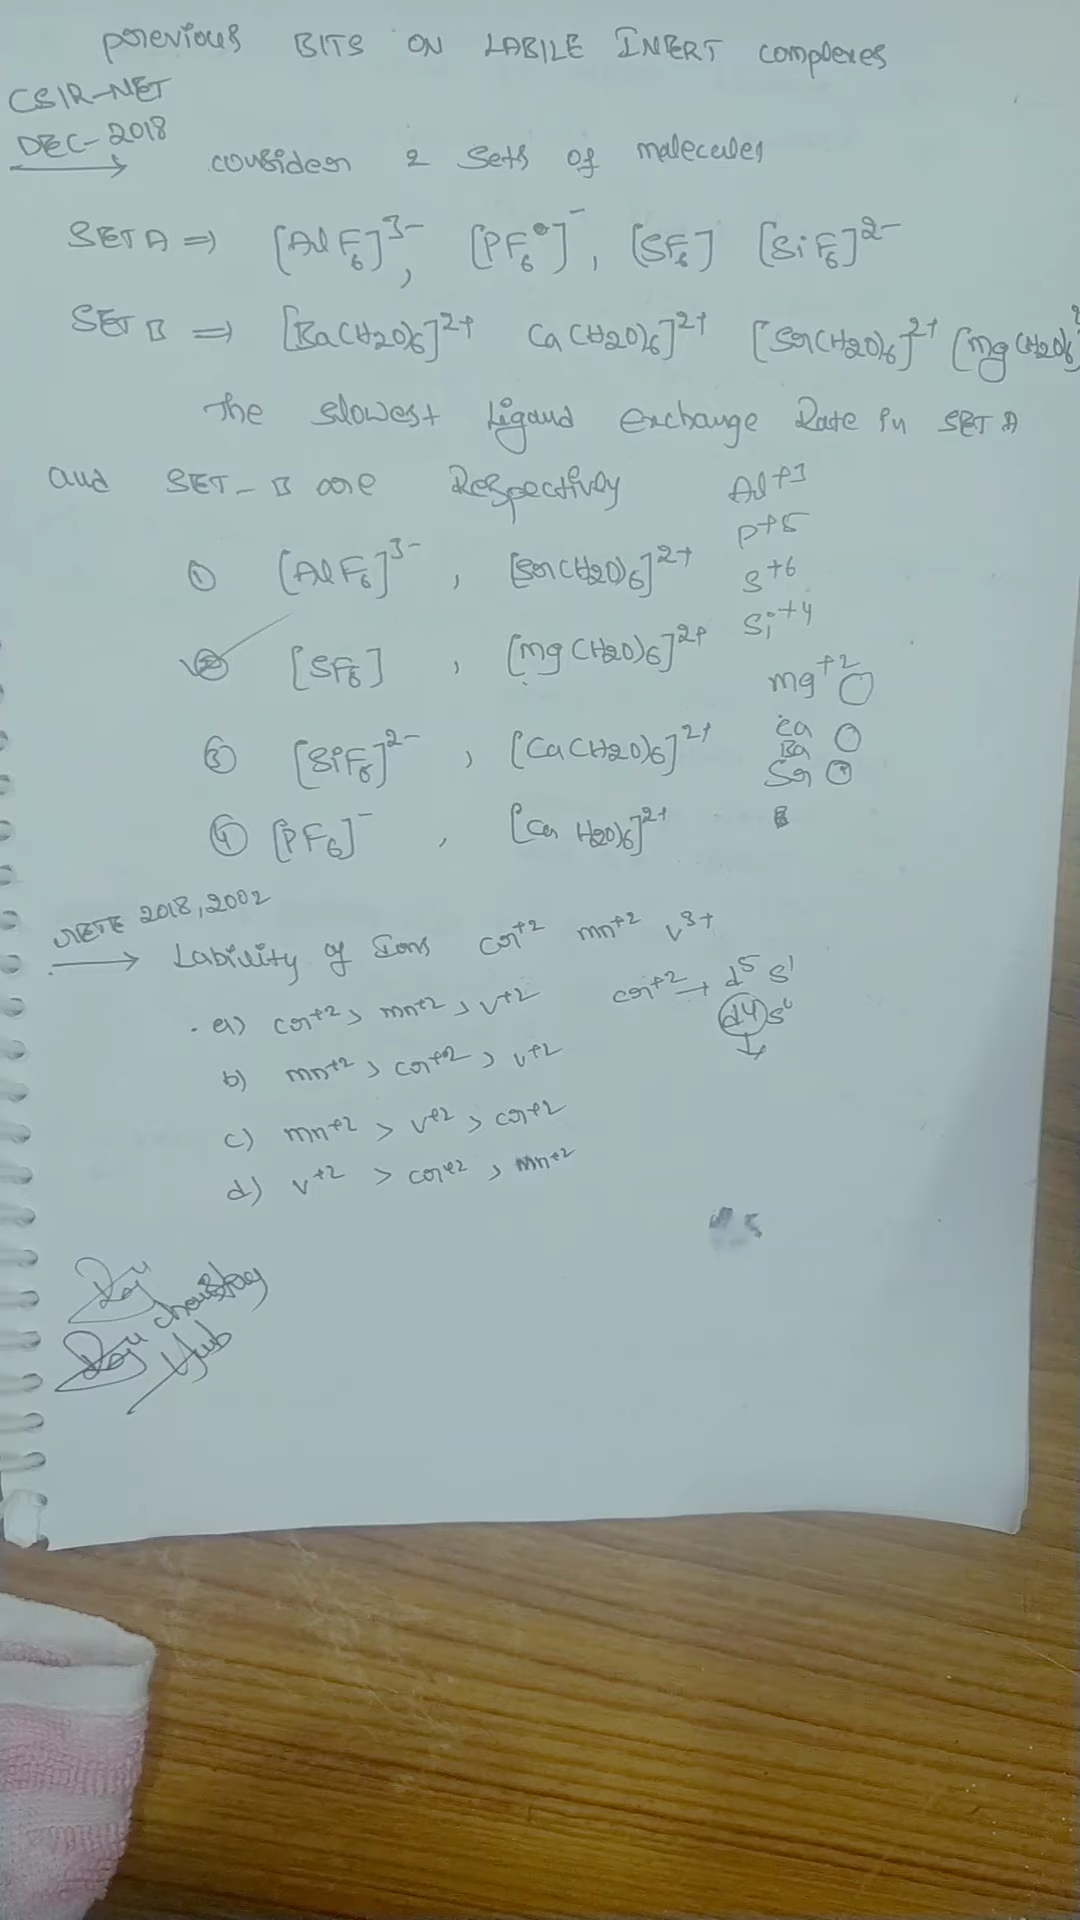 previous BITS ON LABILE INERT complexes
CSIR-NET
DEC-2018
consider 2 sets of molecules
SET A ⇒ [AlF6]3-, [PF6]-, [SF6] [SiF6]2-
SET B ⇒ [Ba(H2O)6]2+ Ca(H2O)6]2+ [Sr(H2O)6]2+ [mg(H2O)6
The slowest Ligand Exchange Rate in SET A
and SET-B are Respectivly
Al+3
p+5
① [AlF6]3- , [Sr(H2O)6]2+
s+6
Si+4
② [SF6] , [mg(H2O)6]2+
mg+2
③ [SiF6]2- , [Ca(H2O)6]2+
Ca
Ba
Sr
④ [PF6]- , [Ca H2O)6]2+
2018, 2002
→ Lability of Ions cr+2 mn+2 v3+
a) cr+2 > mn+2 > v+2
cr+2 → d5 s1
d4 s0
b) mn+2 > cr+2 > v+2
c) mn+2 > v+2 > cr+2
d) v+2 > cr+2 > mn+2
Raju
Raju chemistry
Hub